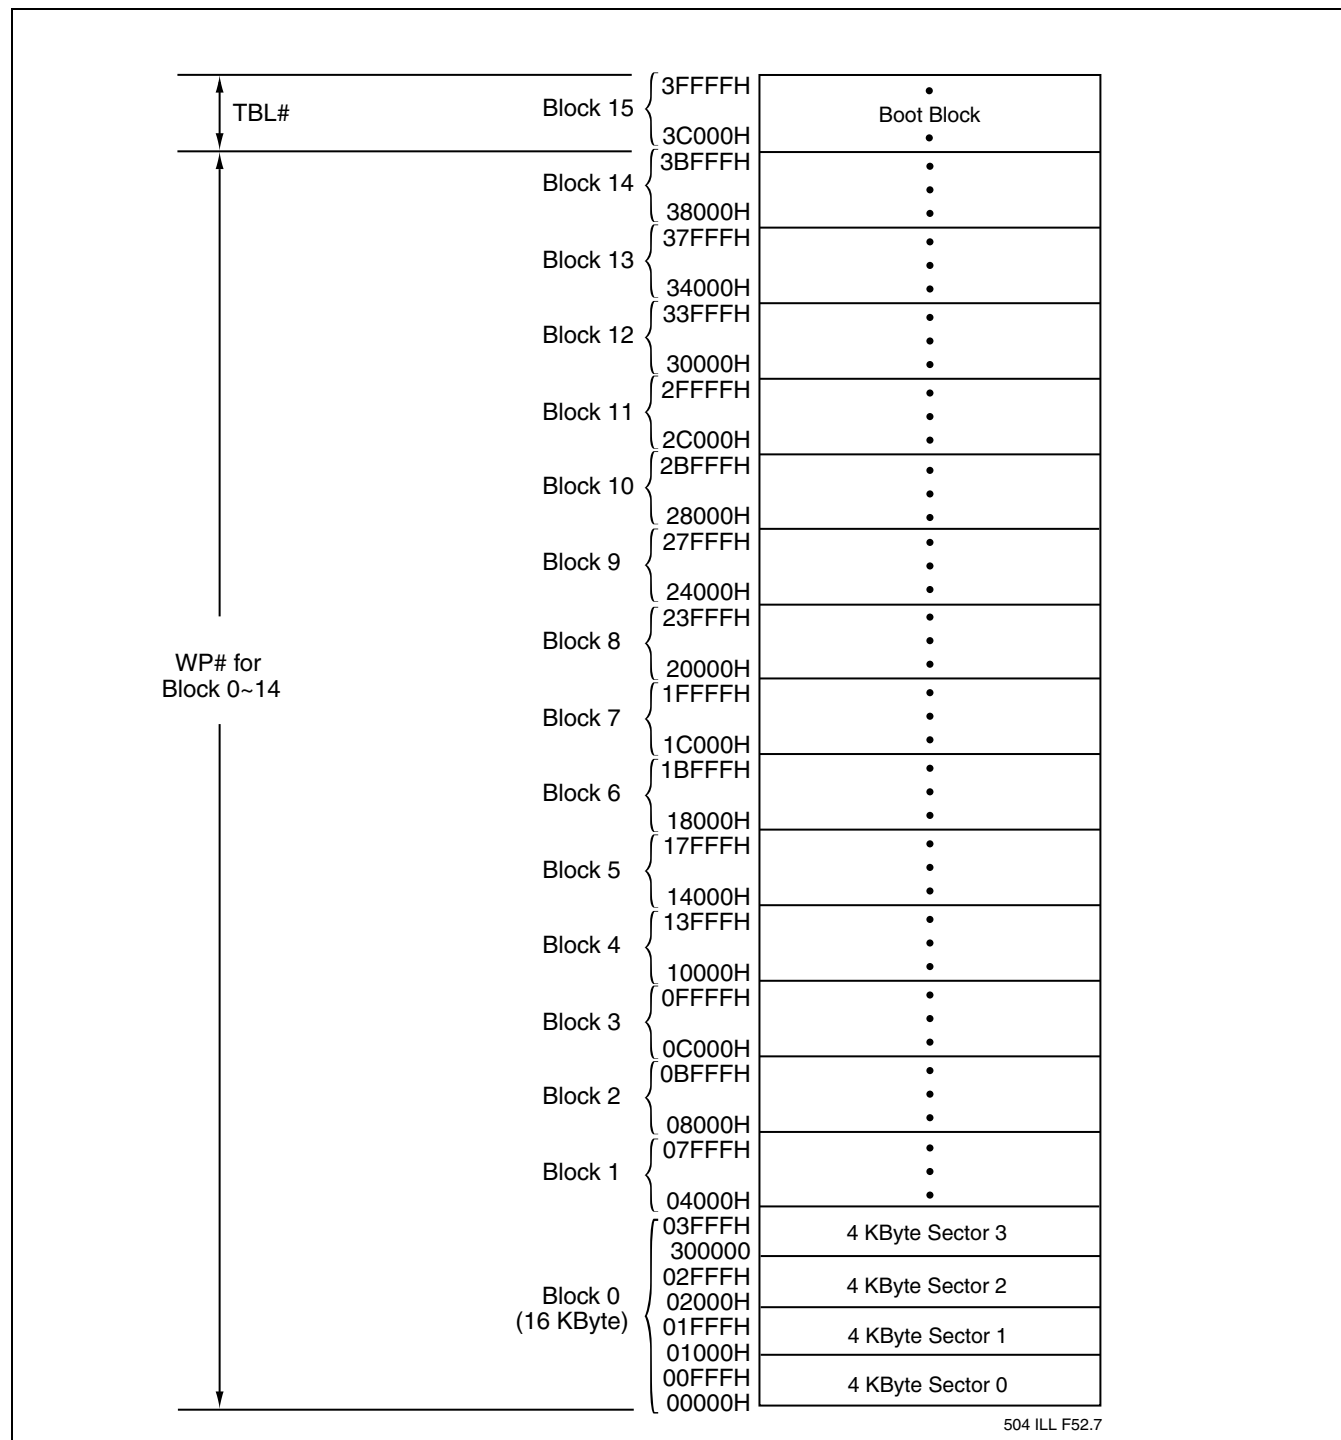 TBL#
Block 15
3FFFFH
3C000H
Boot Block
Block 14
3BFFFH
38000H
Block 13
37FFFH
34000H
Block 12
33FFFH
30000H
Block 11
2FFFFH
2C000H
Block 10
2BFFFH
28000H
Block 9
27FFFH
24000H
Block 8
23FFFH
20000H
WP# for
Block 0~14
Block 7
1FFFFH
1C000H
Block 6
1BFFFH
18000H
Block 5
17FFFH
14000H
Block 4
13FFFH
10000H
Block 3
0FFFFH
0C000H
Block 2
0BFFFH
08000H
Block 1
07FFFH
04000H
Block 0
(16 KByte)
03FFFH
300000
4 KByte Sector 3
02FFFH
02000H
4 KByte Sector 2
01FFFH
01000H
4 KByte Sector 1
00FFFH
00000H
4 KByte Sector 0
504 ILL F52.7